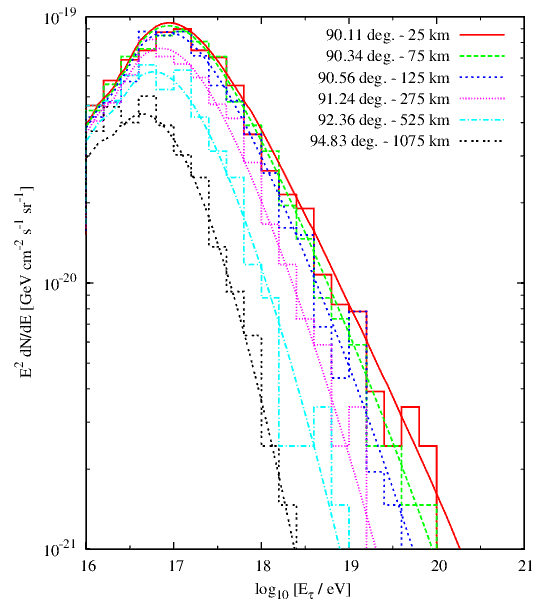 10^-19
10^-20
10^-21
E^2 dN/dE [GeV cm^-2 s^-1 sr^-1]
90.11 deg. - 25 km
90.34 deg. - 75 km
90.56 deg. - 125 km
91.24 deg. - 275 km
92.36 deg. - 525 km
94.83 deg. - 1075 km
16 17 18 19 20 21
log_10 [E_τ / eV]